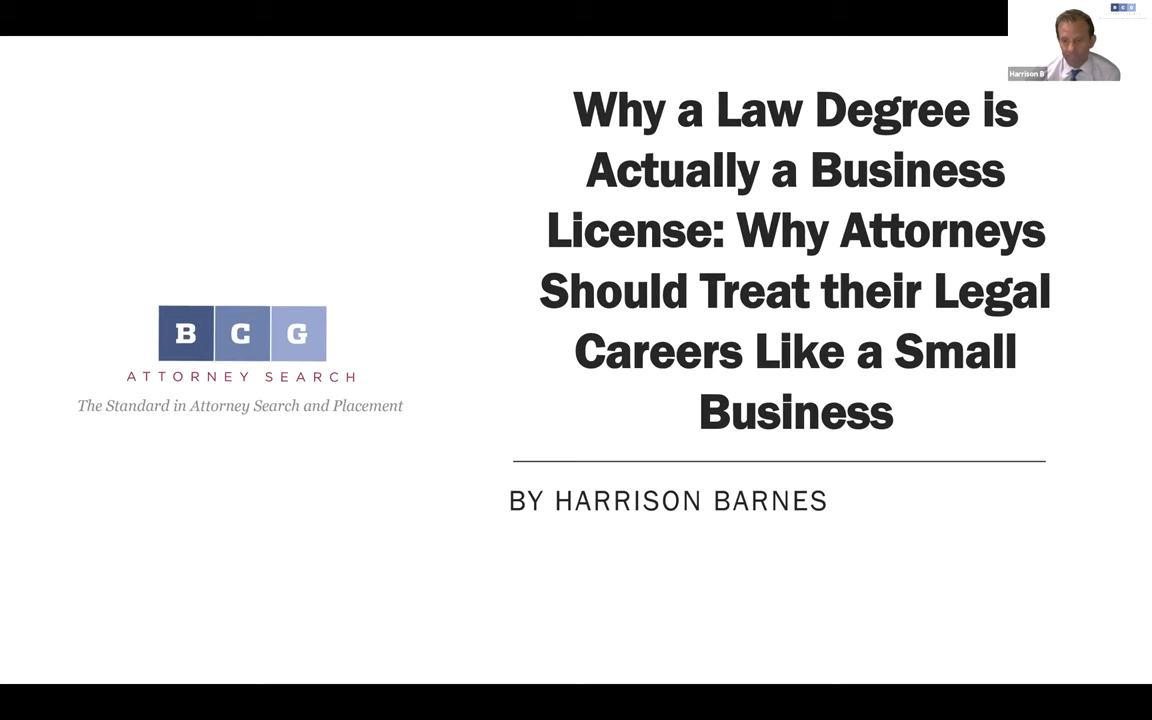 B C G
Harrison B
Why a Law Degree is
Actually a Business
License: Why Attorneys
Should Treat their Legal
Careers Like a Small
Business
B C G
ATTORNEY SEARCH
The Standard in Attorney Search and Placement
BY HARRISON BARNES